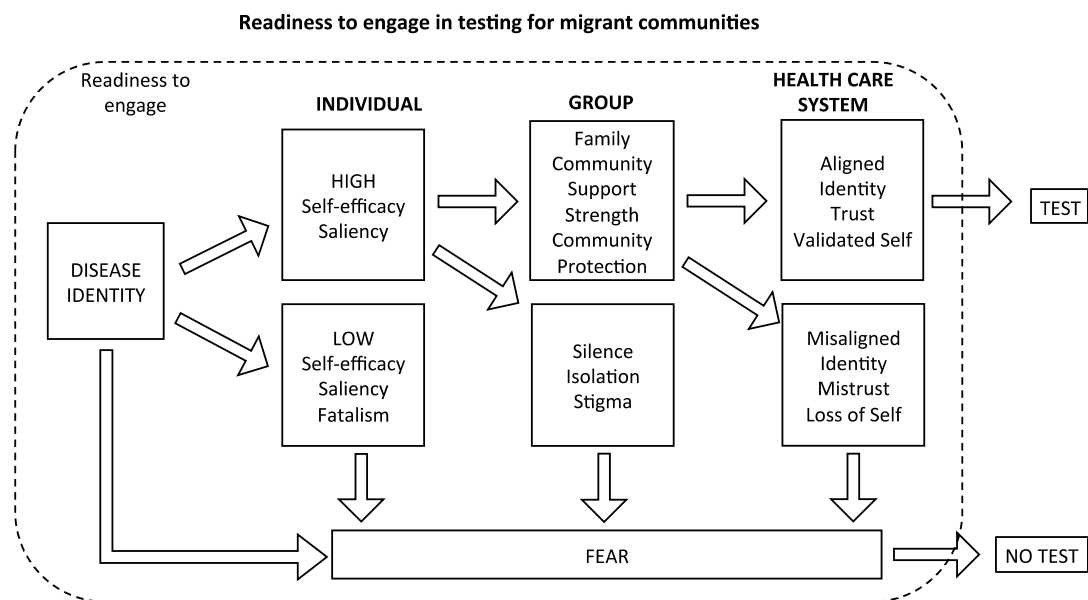 Readiness to engage in testing for migrant communities
Readiness to
engage
INDIVIDUAL
GROUP
HEALTH CARE
SYSTEM
DISEASE
IDENTITY
HIGH
Self-efficacy
Saliency
Family
Community
Support
Strength
Community
Protection
Aligned
Identity
Trust
Validated Self
TEST
LOW
Self-efficacy
Saliency
Fatalism
Silence
Isolation
Stigma
Misaligned
Identity
Mistrust
Loss of Self
FEAR
NO TEST